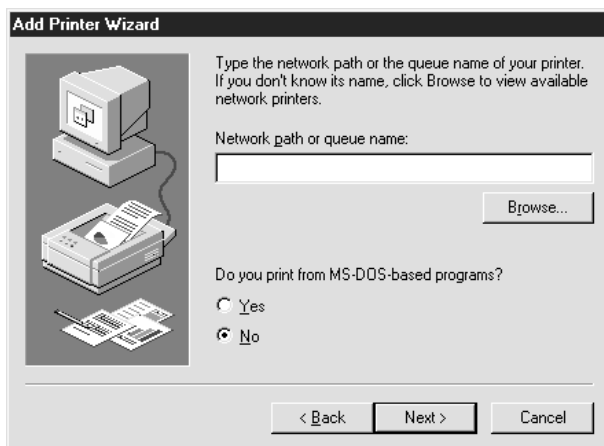 Add Printer Wizard
Type the network path or the queue name of your printer.
If you don't know its name, click Browse to view available
network printers.
Network path or queue name:
Browse...
Do you print from MS-DOS-based programs?
Yes
No
< Back
Next >
Cancel